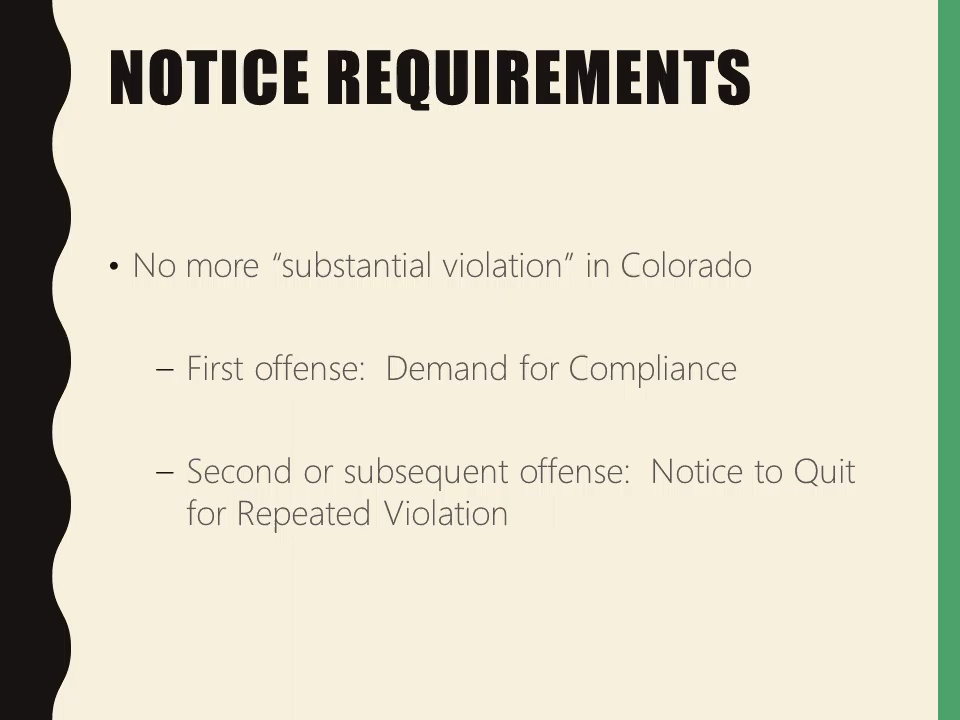 NOTICE REQUIREMENTS
• No more “substantial violation” in Colorado
– First offense:  Demand for Compliance
– Second or subsequent offense:  Notice to Quit
for Repeated Violation